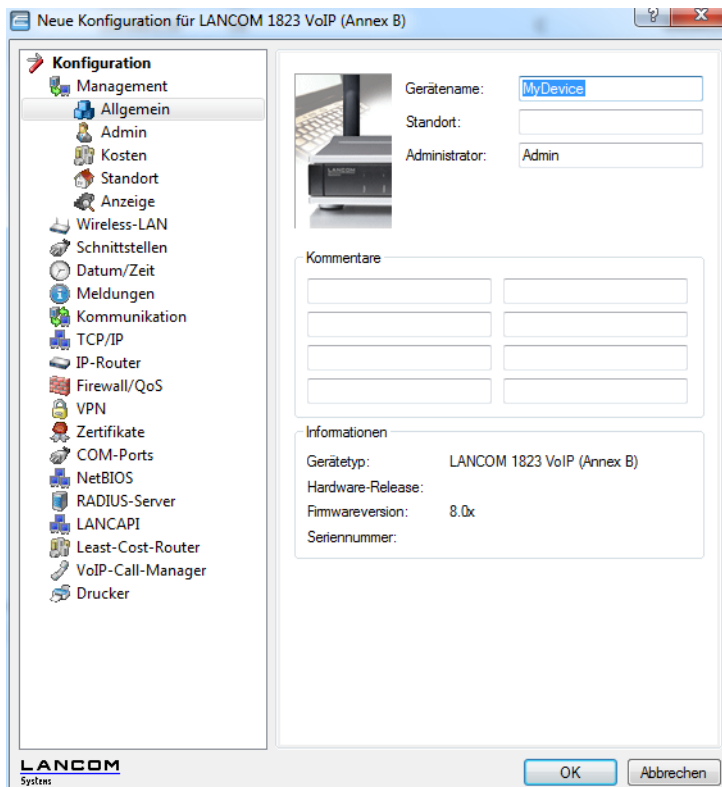 Neue Konfiguration für LANCOM 1823 VoIP (Annex B)
Konfiguration
Management
Allgemein
Admin
Kosten
Standort
Anzeige
Wireless-LAN
Schnittstellen
Datum/Zeit
Meldungen
Kommunikation
TCP/IP
IP-Router
Firewall/QoS
VPN
Zertifikate
COM-Ports
NetBIOS
RADIUS-Server
LANCAPI
Least-Cost-Router
VoIP-Call-Manager
Drucker
LANCOM
Gerätename: MyDevice
Standort:
Administrator: Admin
Kommentare
Informationen
Gerätetyp: LANCOM 1823 VoIP (Annex B)
Hardware-Release:
Firmwareversion: 8.0x
Seriennummer:
LANCOM
Systems
OK Abbrechen